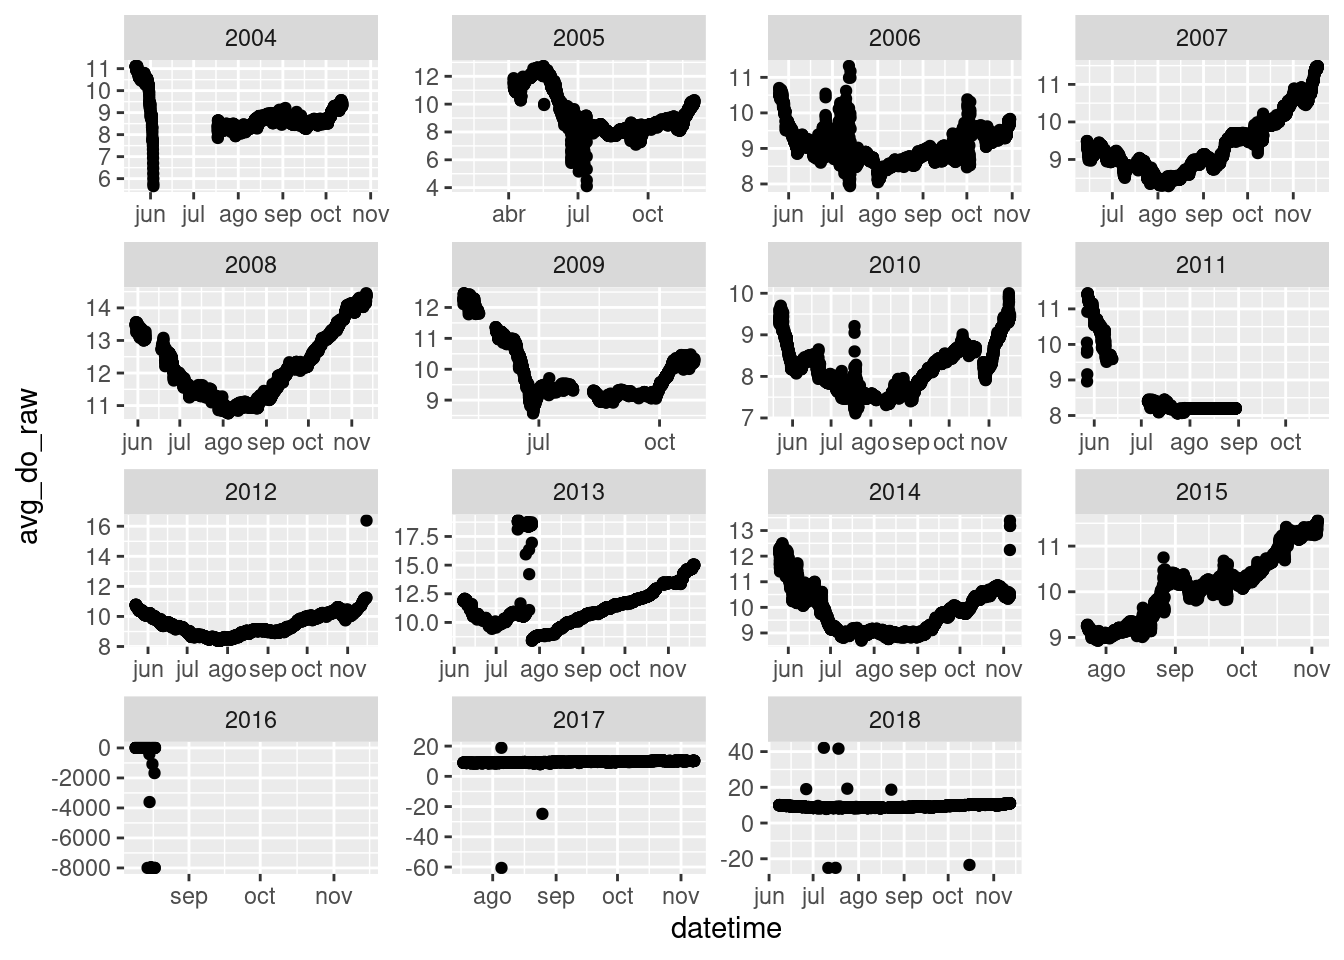 avg_do_raw
2004 2005 2006 2007
11 10 9 8 7 6
jun jul ago sep oct nov
12 10 8 6 4
abr jul oct
11 10 9 8
jun jul ago sep oct nov
11 10 9
jul ago sep oct nov
2008 2009 2010 2011
14 13 12 11
jun jul ago sep oct nov
12 11 10 9
jul oct
10 9 8 7
jun jul ago sep oct nov
11 10 9 8
jun jul ago sep oct
2012 2013 2014 2015
16 14 12 10 8
jun jul ago sep oct nov
17.5 15.0 12.5 10.0
jun jul ago sep oct nov
13 12 11 10 9
jun jul ago sep oct nov
11 10 9
ago sep oct nov
2016 2017 2018
0 -2000 -4000 -6000 -8000
sep oct nov
20 0 -20 -40 -60
ago sep oct nov
40 20 0 -20
jun jul ago sep oct nov
datetime